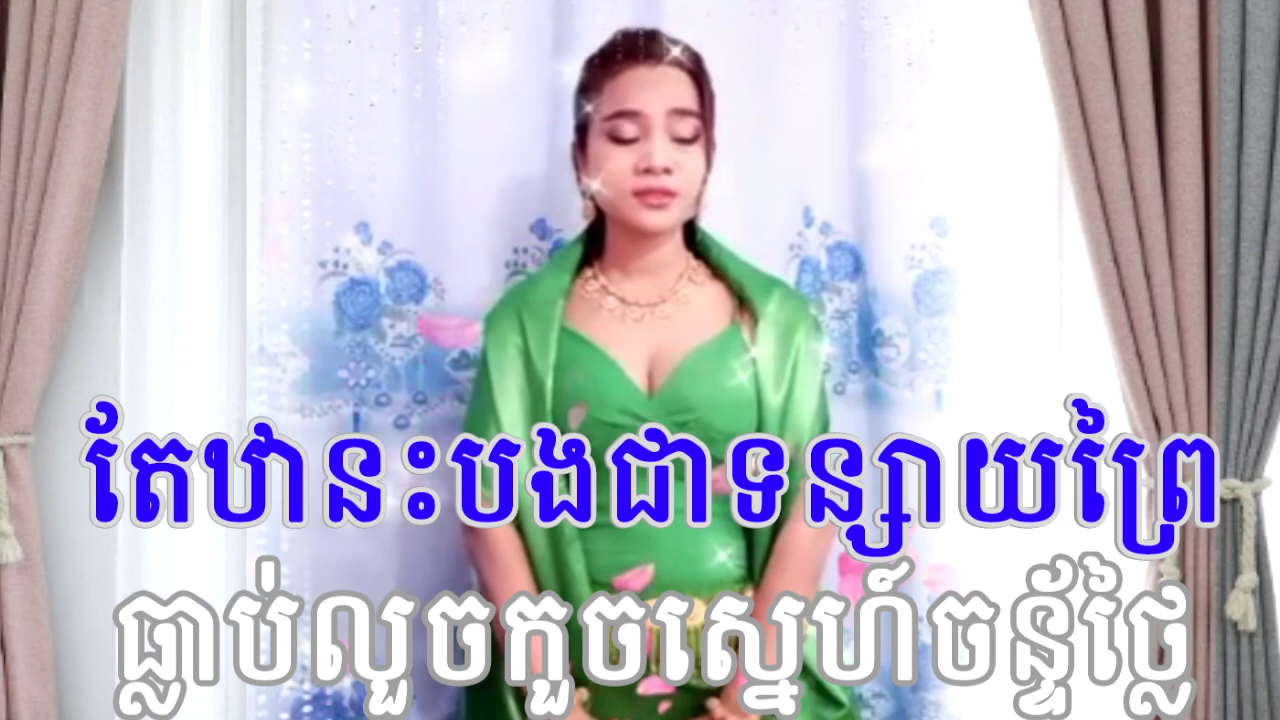 តែឋានះបងជាទន្សាយព្រៃ
ធ្លាប់លួចកួចស្នេហ៍ចន្ទ័ថ្លៃ